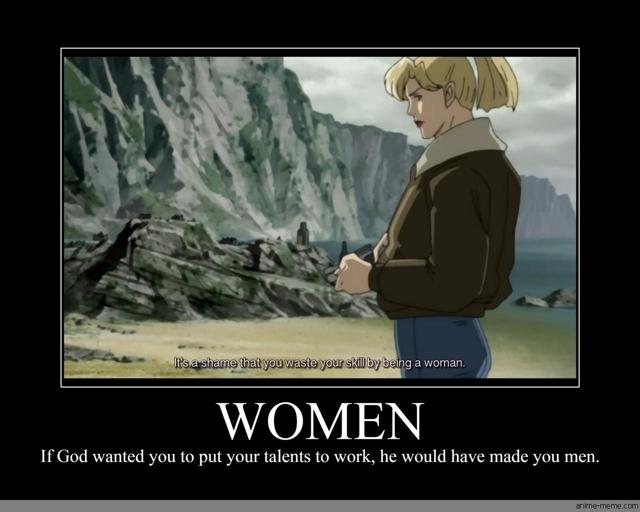 It's a shame that you waste your skill by being a woman.
WOMEN
If God wanted you to put your talents to work, he would have made you men.
anime-meme.com